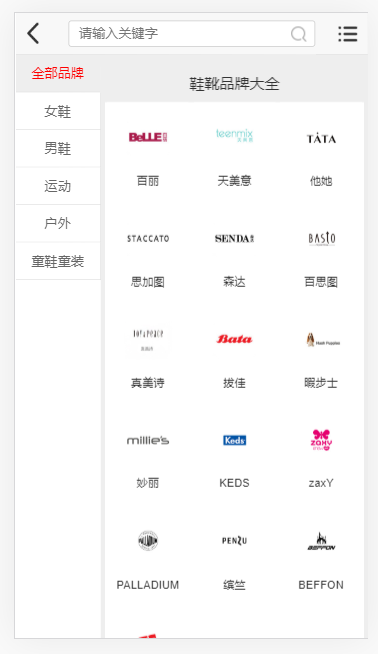 请输入关键字
全部品牌
女鞋
男鞋
运动
户外
童鞋童装
鞋靴品牌大全
BeLLE
teenmix
TATA
百丽
天美意
他她
STACCATO
SENDA
BASTO
思加图
森达
百思图
Bata
Hush Puppies
真美诗
拔佳
暇步士
millie's
Keds
zaxy
妙丽
KEDS
zaxY
PALLADIUM
BEFFON
PALLADIUM
缤竺
BEFFON